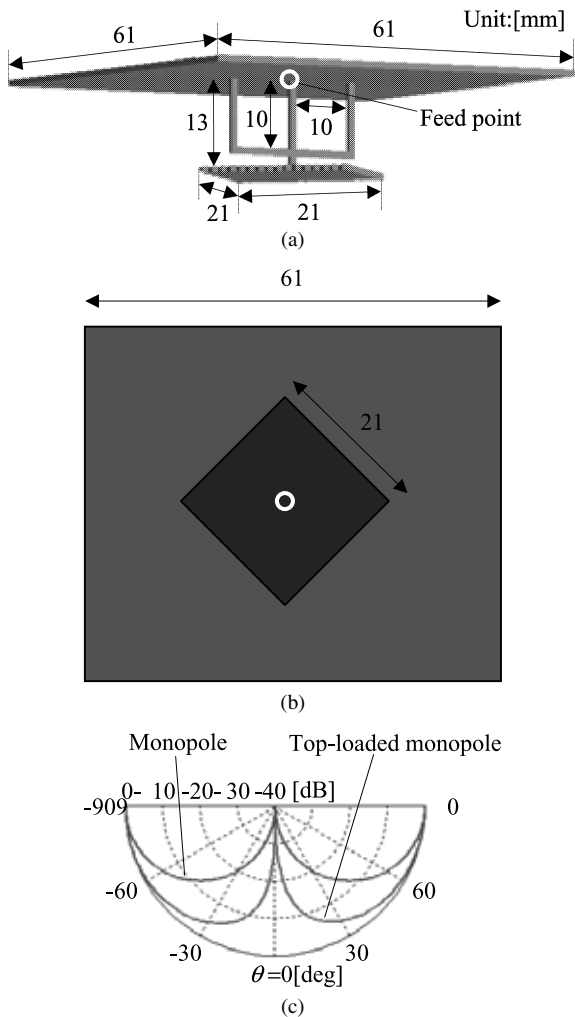 Unit:[mm]
61
61
13
10
10
Feed point
21
21
(a)
61
21
(b)
Monopole
Top-loaded monopole
0- 10 -20- 30 -40 [dB]
-909
0
-60
60
-30
30
θ=0[deg]
(c)